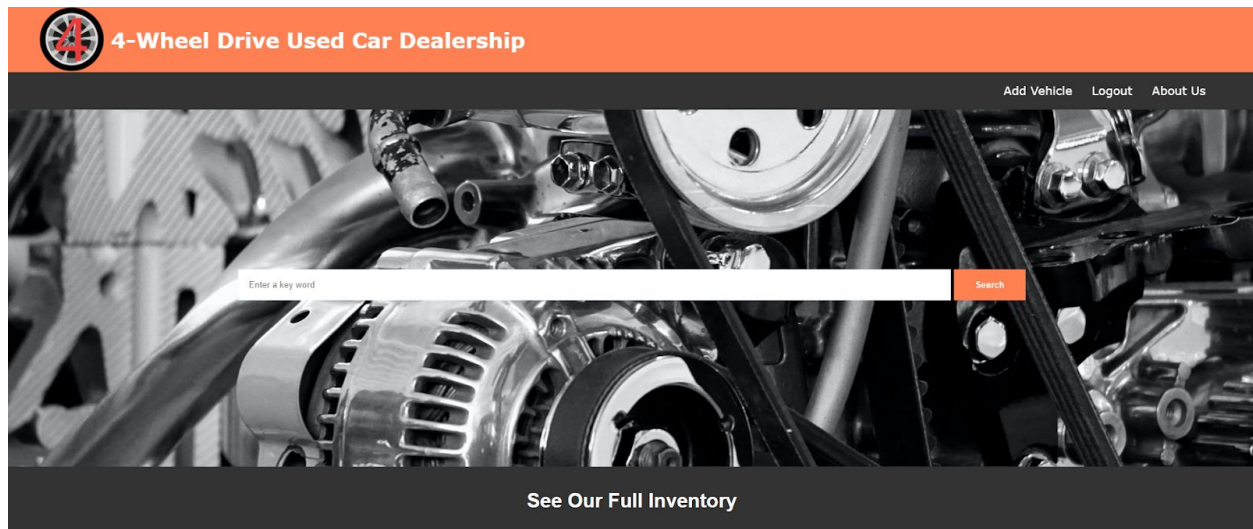 4
4-Wheel Drive Used Car Dealership
Add Vehicle Logout About Us
Enter a key word Search
See Our Full Inventory